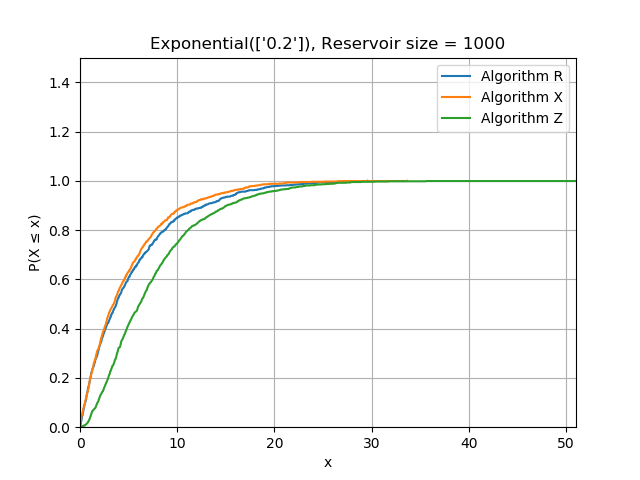 Exponential(['0.2']), Reservoir size = 1000
1.4
1.2
1.0
0.8
0.6
0.4
0.2
0.0
P(X ≤ x)
Algorithm R
Algorithm X
Algorithm Z
0 10 20 30 40 50
x